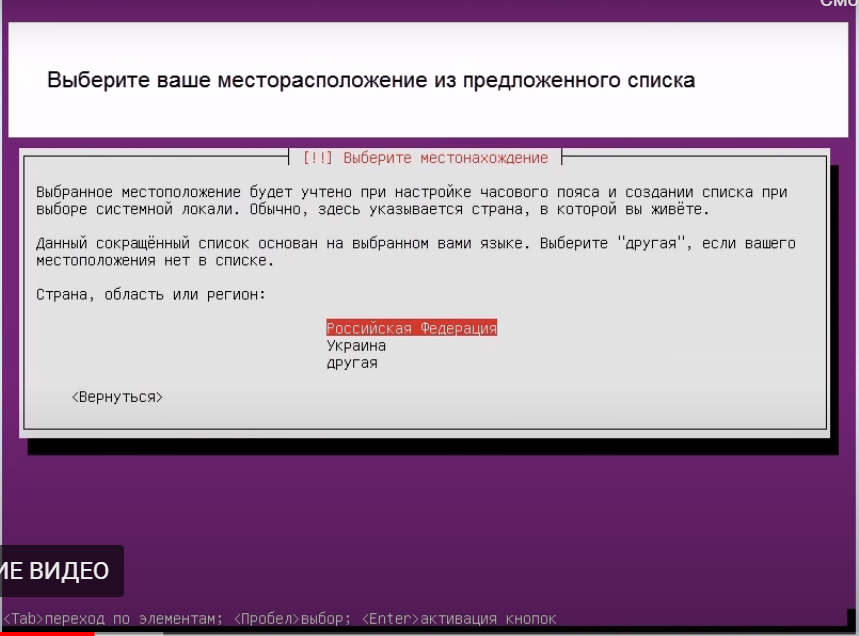 Выберите ваше месторасположение из предложенного списка
[!!] Выберите местонахождение
Выбранное местоположение будет учтено при настройке часового пояса и создании списка при
выборе системной локали. Обычно, здесь указывается страна, в которой вы живёте.
Данный сокращённый список основан на выбранном вами языке. Выберите "другая", если вашего
местоположения нет в списке.
Страна, область или регион:
Российская Федерация
Украина
другая
<Вернуться>
ВИДЕО
<Tab>переход по элементам; <Пробел>выбор; <Enter>активация кнопок